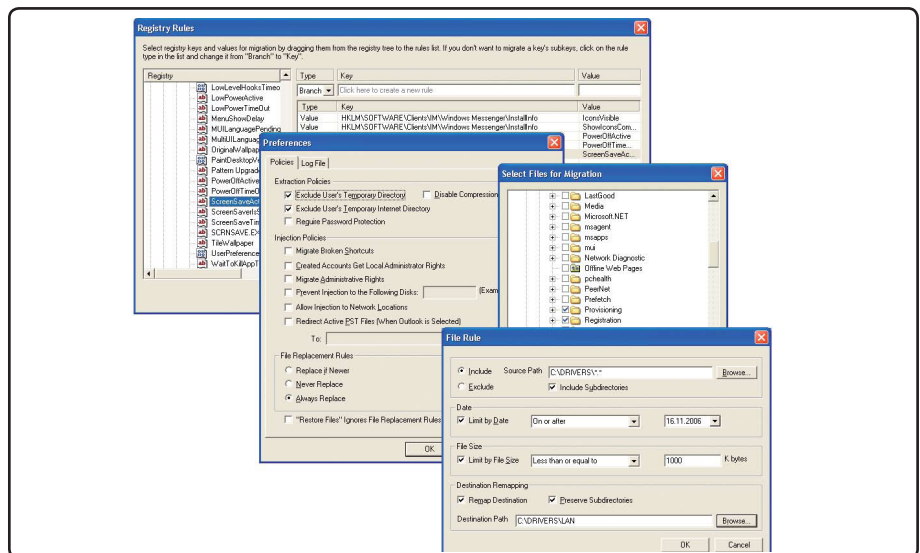 Registry Rules
Select registry keys and values for migration by dragging them from the registry tree to the rules list. If you don't want to migrate a key's subkeys, click on the rule
type in the list and change it from "Branch" to "Key".
Registry
LowLevelHooksTimeo
LowPowerActive
LowPowerTimeOut
MenuShowDelay
MUILanguagePending
MultiUILanguag
OriginalWallpap
PaintDesktopVe
Pattern Upgrade
PowerOffActive
PowerOffTimeO
ScreenSaveAct
ScreenSaverIsS
ScreenSaveTim
SCRNSAVE.EX
TileWallpaper
UserPreference
WaitToKillAppT
Type Key Value
Branch Click here to create a new rule
Type Key Value
Value HKLM\SOFTWARE\Clients\IM\Windows Messenger\InstallInfo IconsVisible
Value HKLM\SOFTWARE\Clients\IM\Windows Messenger\InstallInfo ShowIconsCom...
PowerOffActive
PowerOffTime...
ScreenSaveAc...
Preferences
Policies Log File
Extraction Policies
Exclude User's Temporary Directory Disable Compression
Exclude User's Temporary Internet Directory
Require Password Protection
Injection Policies
Migrate Broken Shortcuts
Created Accounts Get Local Administrator Rights
Migrate Administrative Rights
Prevent Injection to the Following Disks: (Exam
Allow Injection to Network Locations
Redirect Active PST Files (When Outlook is Selected)
To:
File Replacement Rules
Replace if Newer
Never Replace
Always Replace
"Restore Files" Ignores File Replacement Rules
OK
Select Files for Migration
LastGood
Media
Microsoft.NET
msagent
msapps
mui
Network Diagnostic
Offline Web Pages
pchealth
PeerNet
Prefetch
Provisioning
Registration
File Rule
Include Source Path C:\DRIVERS\*.* Browse...
Exclude Include Subdirectories
Date
Limit by Date On or after 16.11.2006
File Size
Limit by File Size Less than or equal to 1000 K bytes
Destination Remapping
Remap Destination Preserve Subdirectories
Destination Path C:\DRIVERS\LAN Browse...
OK Cancel